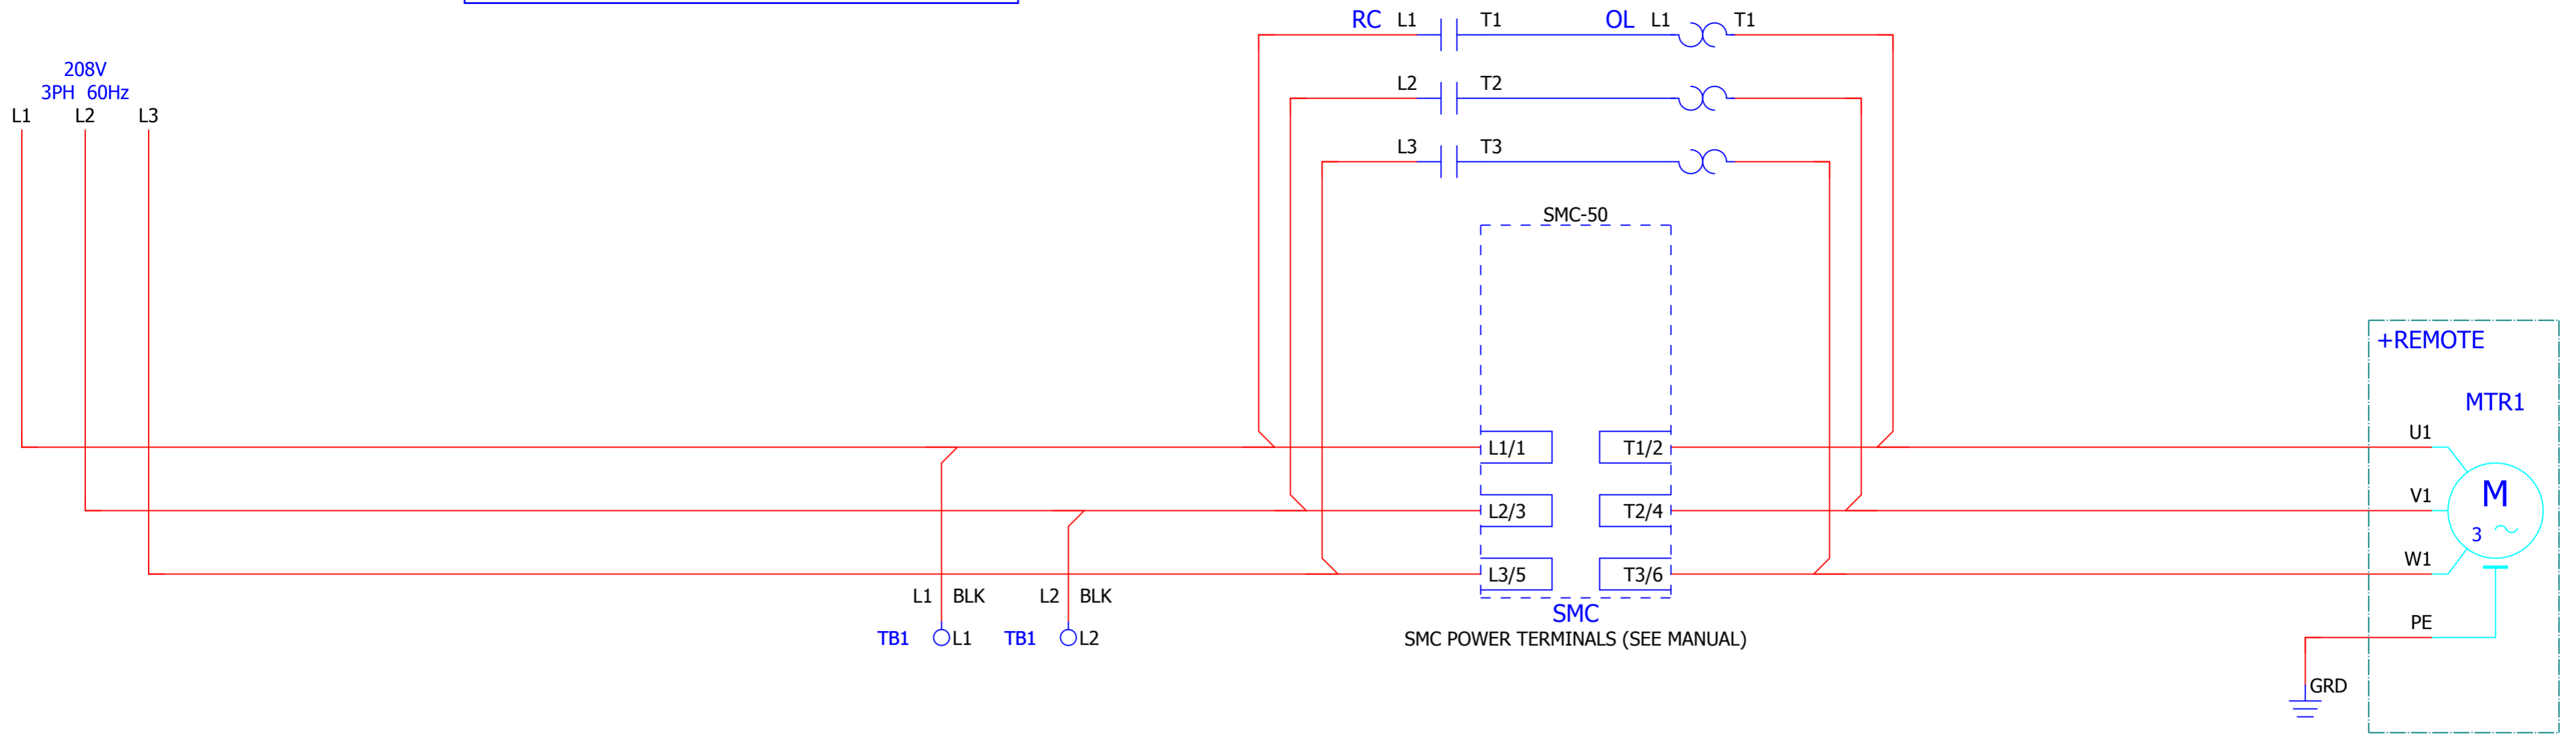 RC L1 T1 OL L1 T1
208V
3PH 60Hz
L1 L2 L3
L2 T2
L3 T3
SMC-50
+REMOTE
MTR1
L1/1 T1/2 U1
L2/3 T2/4 V1 M
3
L3/5 T3/6 W1
L1 BLK L2 BLK
SMC
PE
TB1 L1 TB1 L2
SMC POWER TERMINALS (SEE MANUAL)
GRD